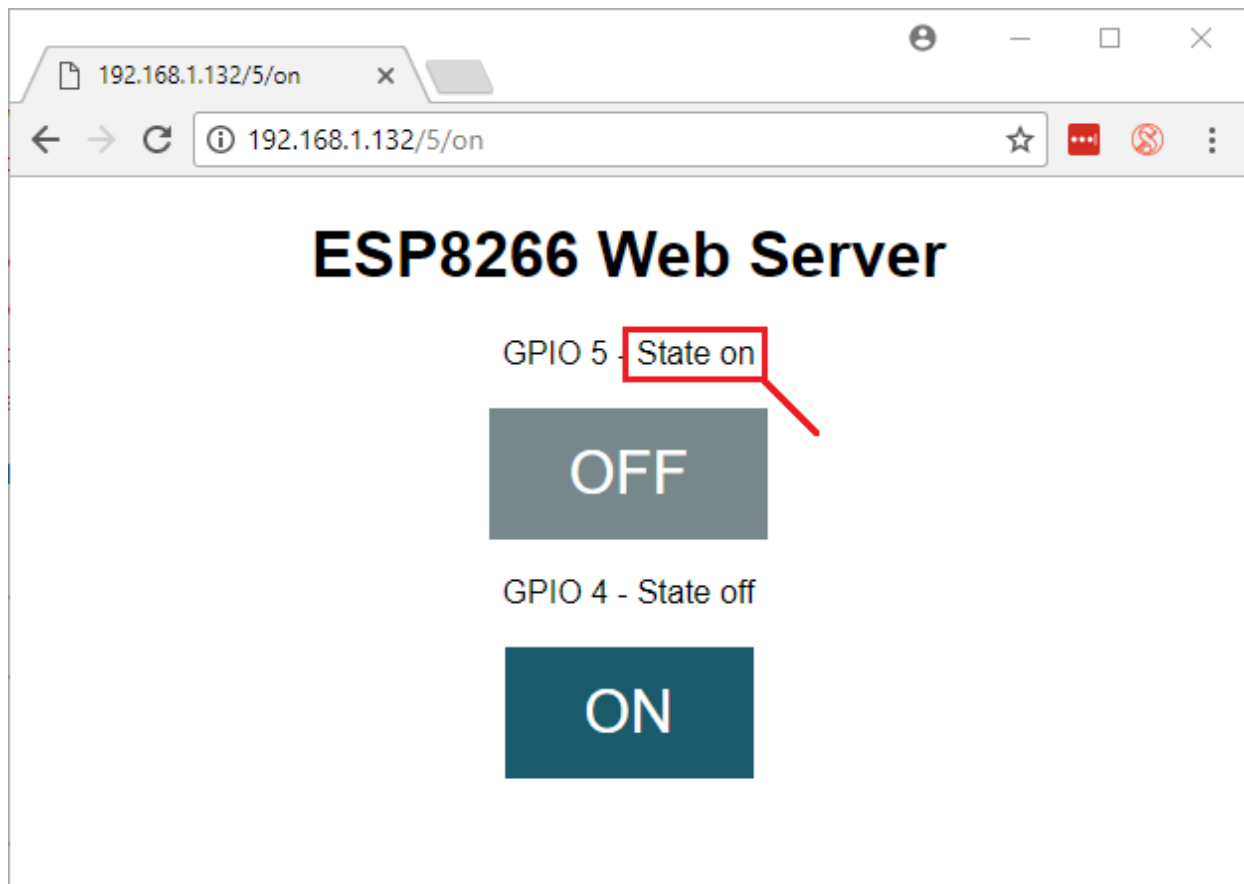 192.168.1.132/5/on
192.168.1.132/5/on
ESP8266 Web Server
GPIO 5 - State on
OFF
GPIO 4 - State off
ON